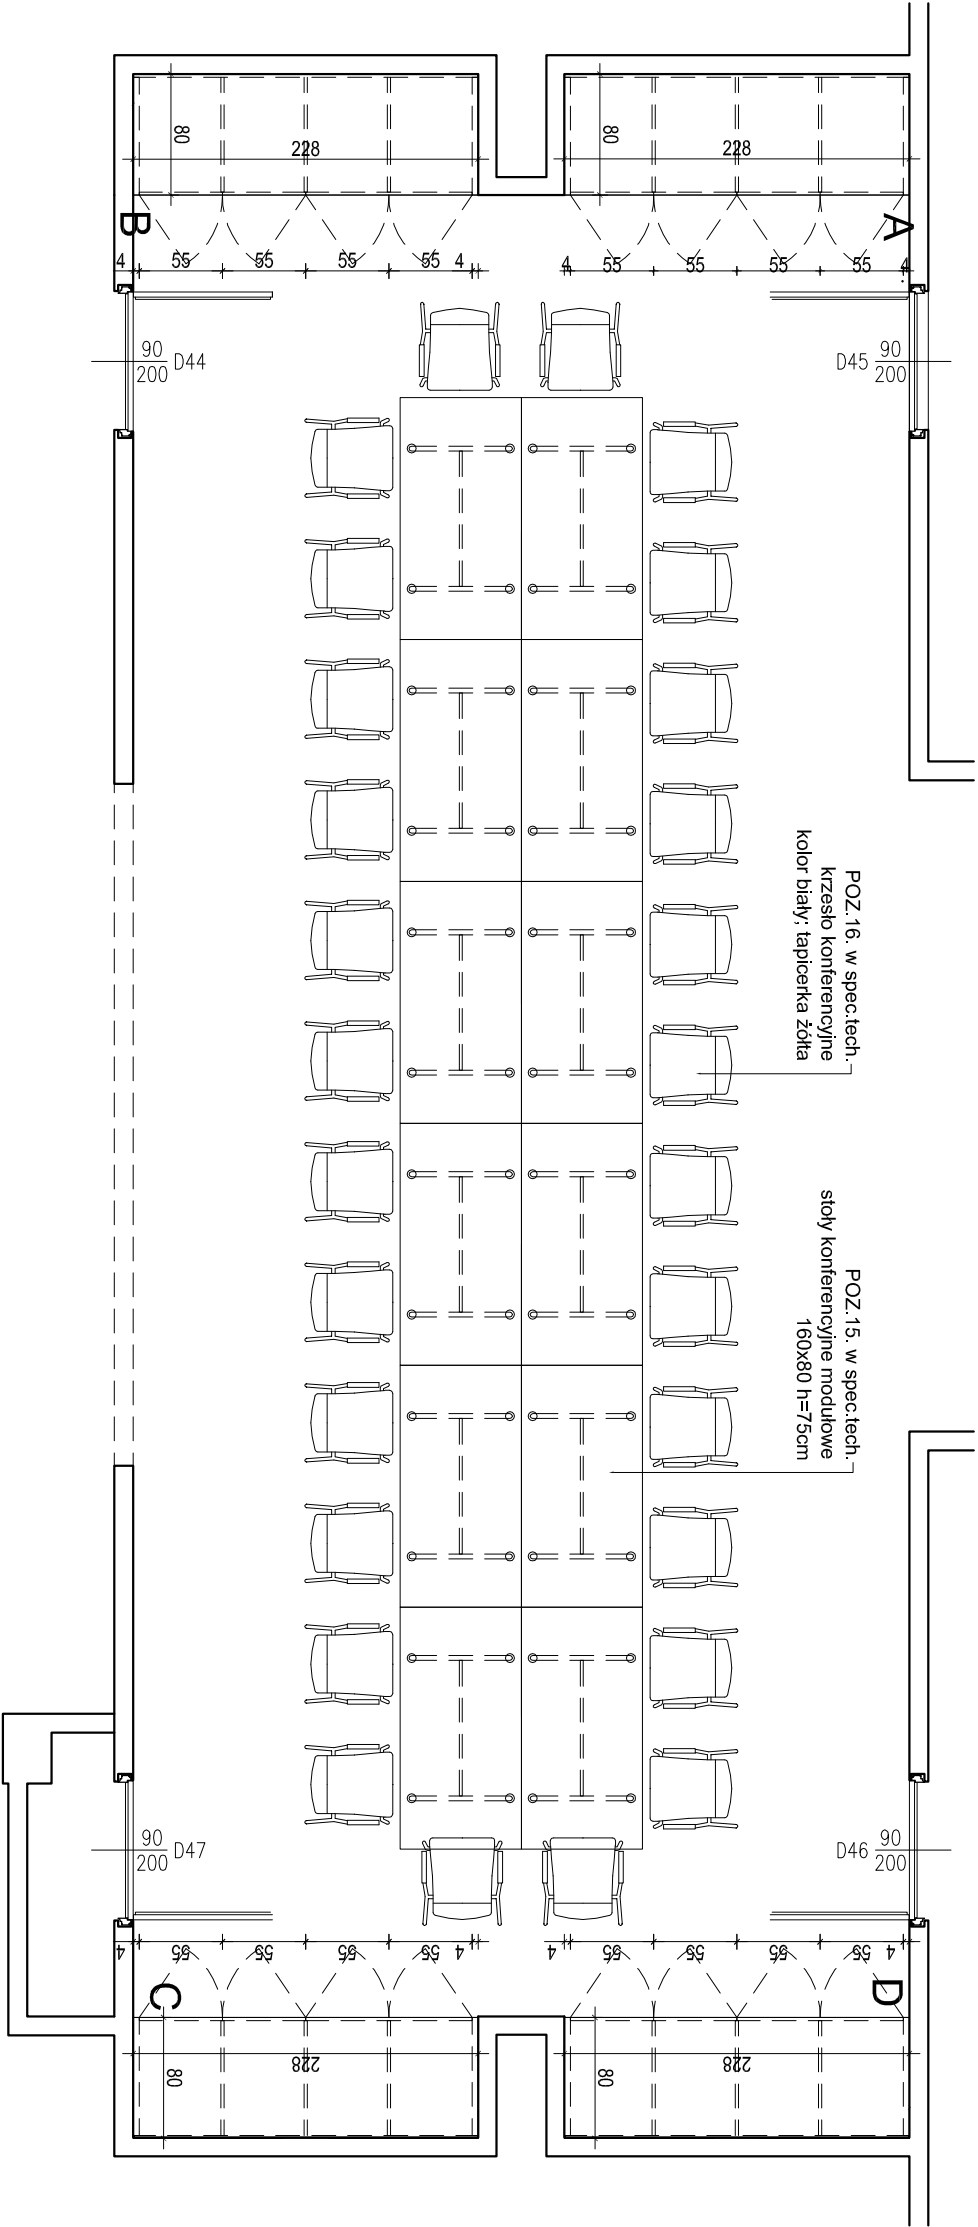 80
228
80
228
B
A
4
55
55
55
55
4
4
55
55
55
55
4
90
200
D44
D45
90
200
POZ.16. w spec.tech.
krzesło konferencyjne
kolor biały; tapicerka żółta
POZ.15. w spec.tech.
stoły konferencyjne modułowe
160x80 h=75cm
90
200
D47
D46
90
200
4
55
55
55
55
4
4
55
55
55
55
4
C
D
228
80
228
80